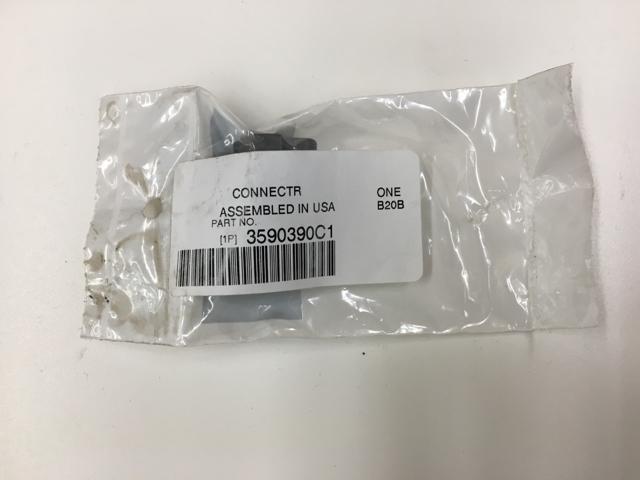 CONNECTR ONE
ASSEMBLED IN USA B20B
PART NO.
[1P] 3590390C1